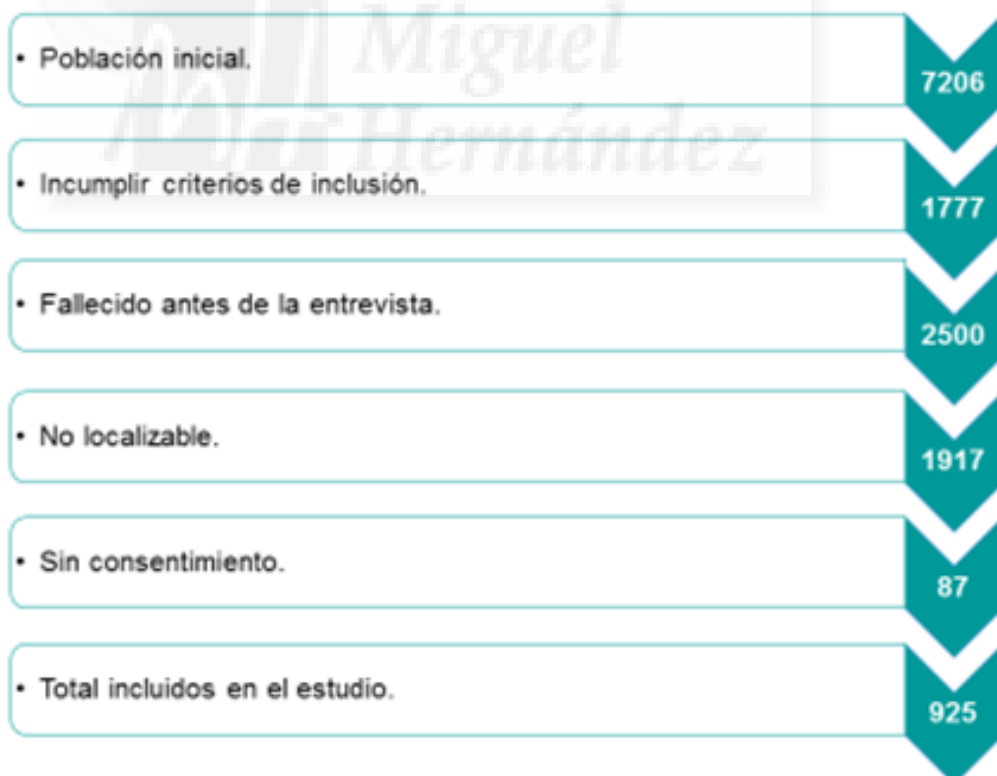 Miguel
Hernández
• Población inicial.
7206
• Incumplir criterios de inclusión.
1777
• Fallecido antes de la entrevista.
2500
• No localizable.
1917
• Sin consentimiento.
87
• Total incluidos en el estudio.
925